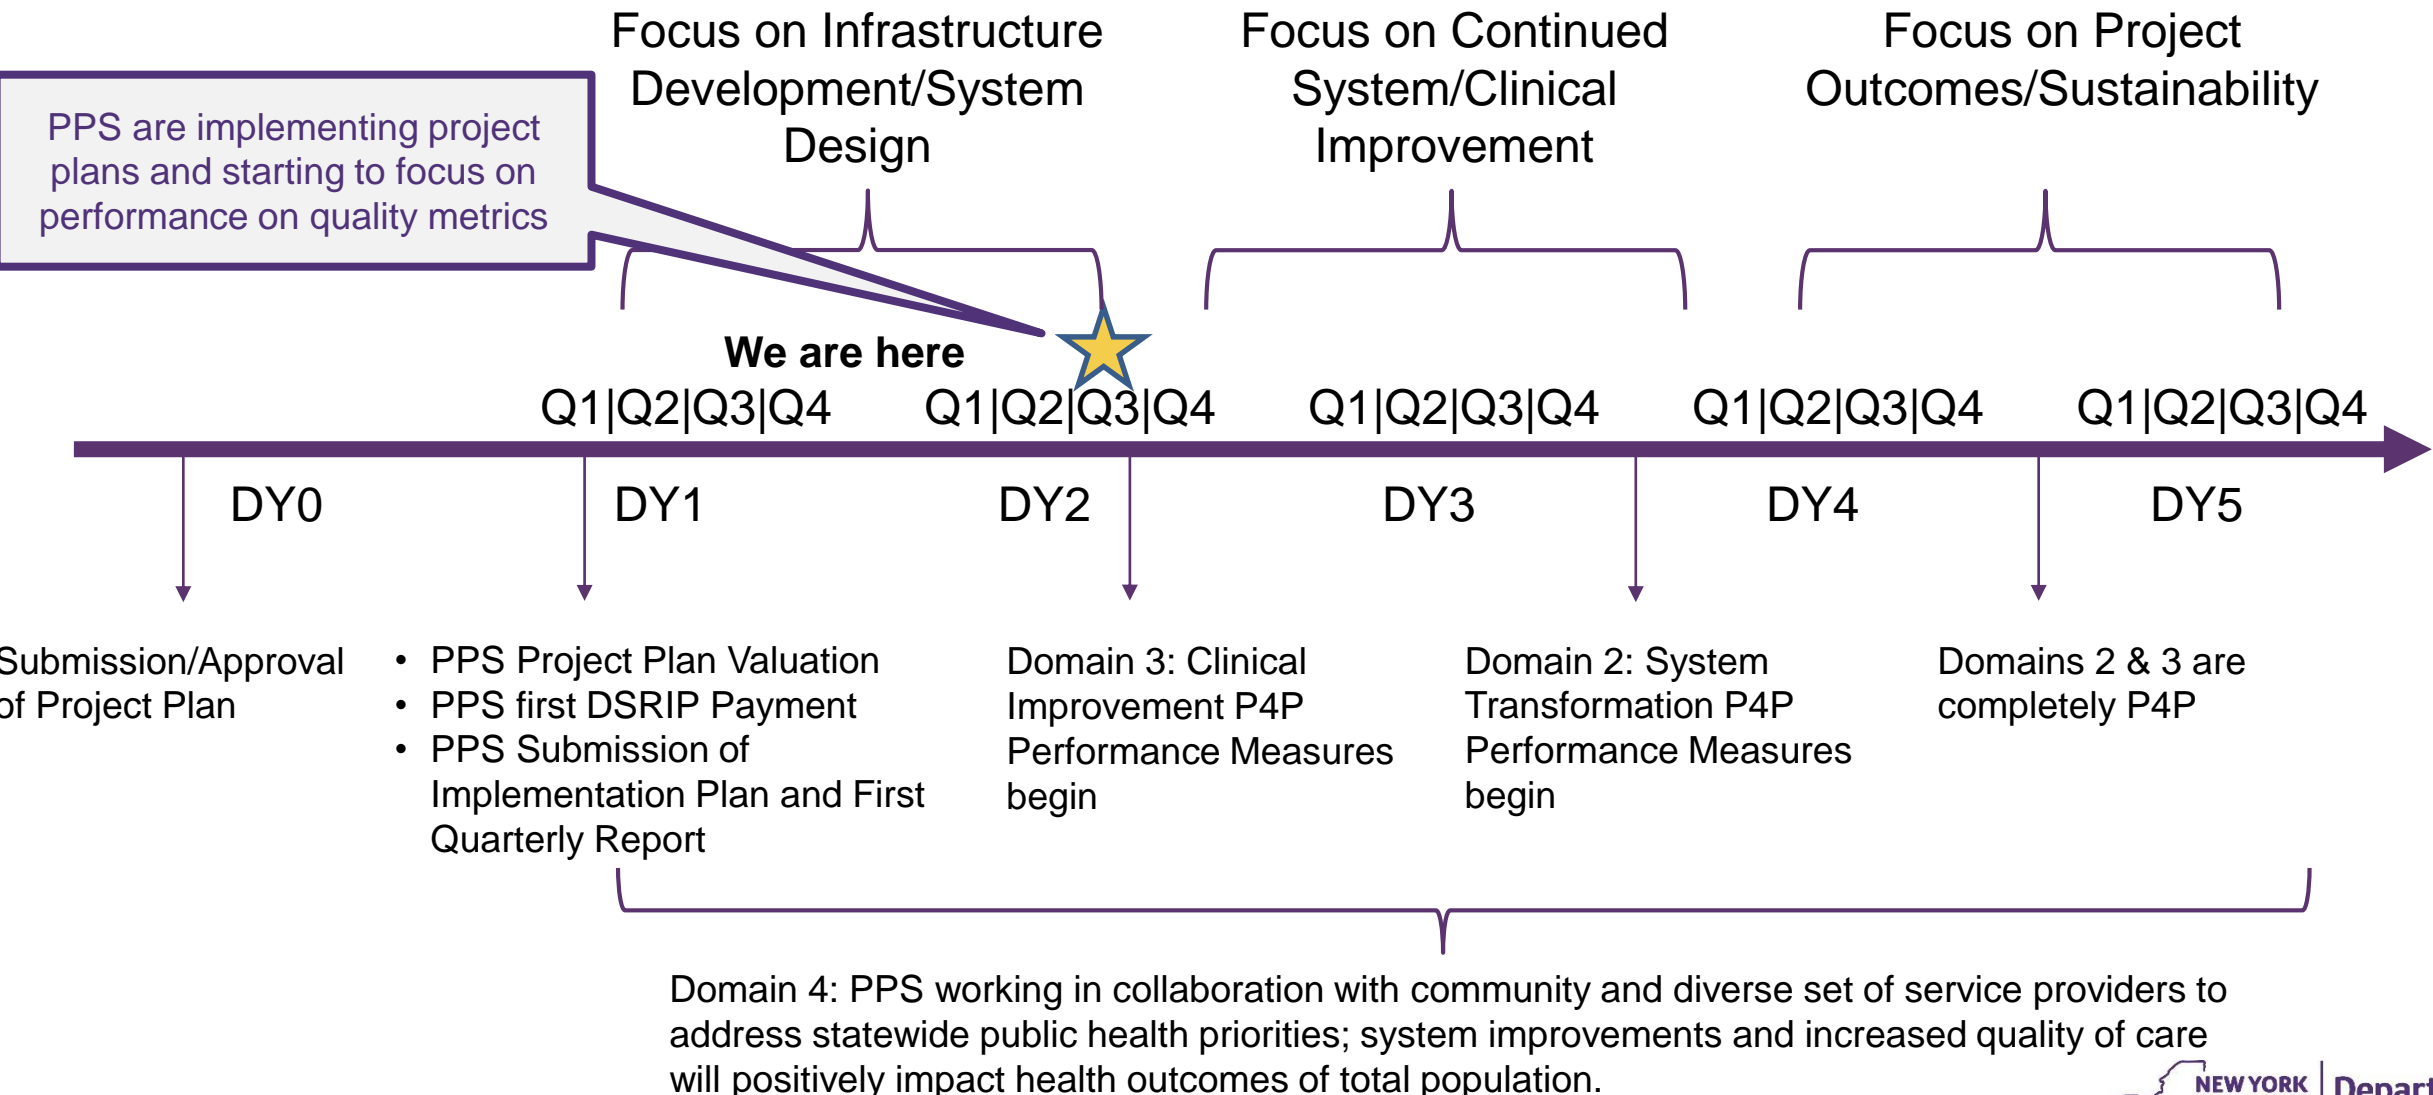 Focus on Infrastructure
Development/System
Design
Focus on Continued
System/Clinical
Improvement
Focus on Project
Outcomes/Sustainability
PPS are implementing project
plans and starting to focus on
performance on quality metrics
We are here
Q1|Q2|Q3|Q4
Q1|Q2|Q3|Q4
Q1|Q2|Q3|Q4
Q1|Q2|Q3|Q4
Q1|Q2|Q3|Q4
DY0
DY1
DY2
DY3
DY4
DY5
Submission/Approval
of Project Plan
• PPS Project Plan Valuation
• PPS first DSRIP Payment
• PPS Submission of
Implementation Plan and First
Quarterly Report
Domain 3: Clinical
Improvement P4P
Performance Measures
begin
Domain 2: System
Transformation P4P
Performance Measures
begin
Domains 2 & 3 are
completely P4P
Domain 4: PPS working in collaboration with community and diverse set of service providers to
address statewide public health priorities; system improvements and increased quality of care
will positively impact health outcomes of total population.
NEW YORK